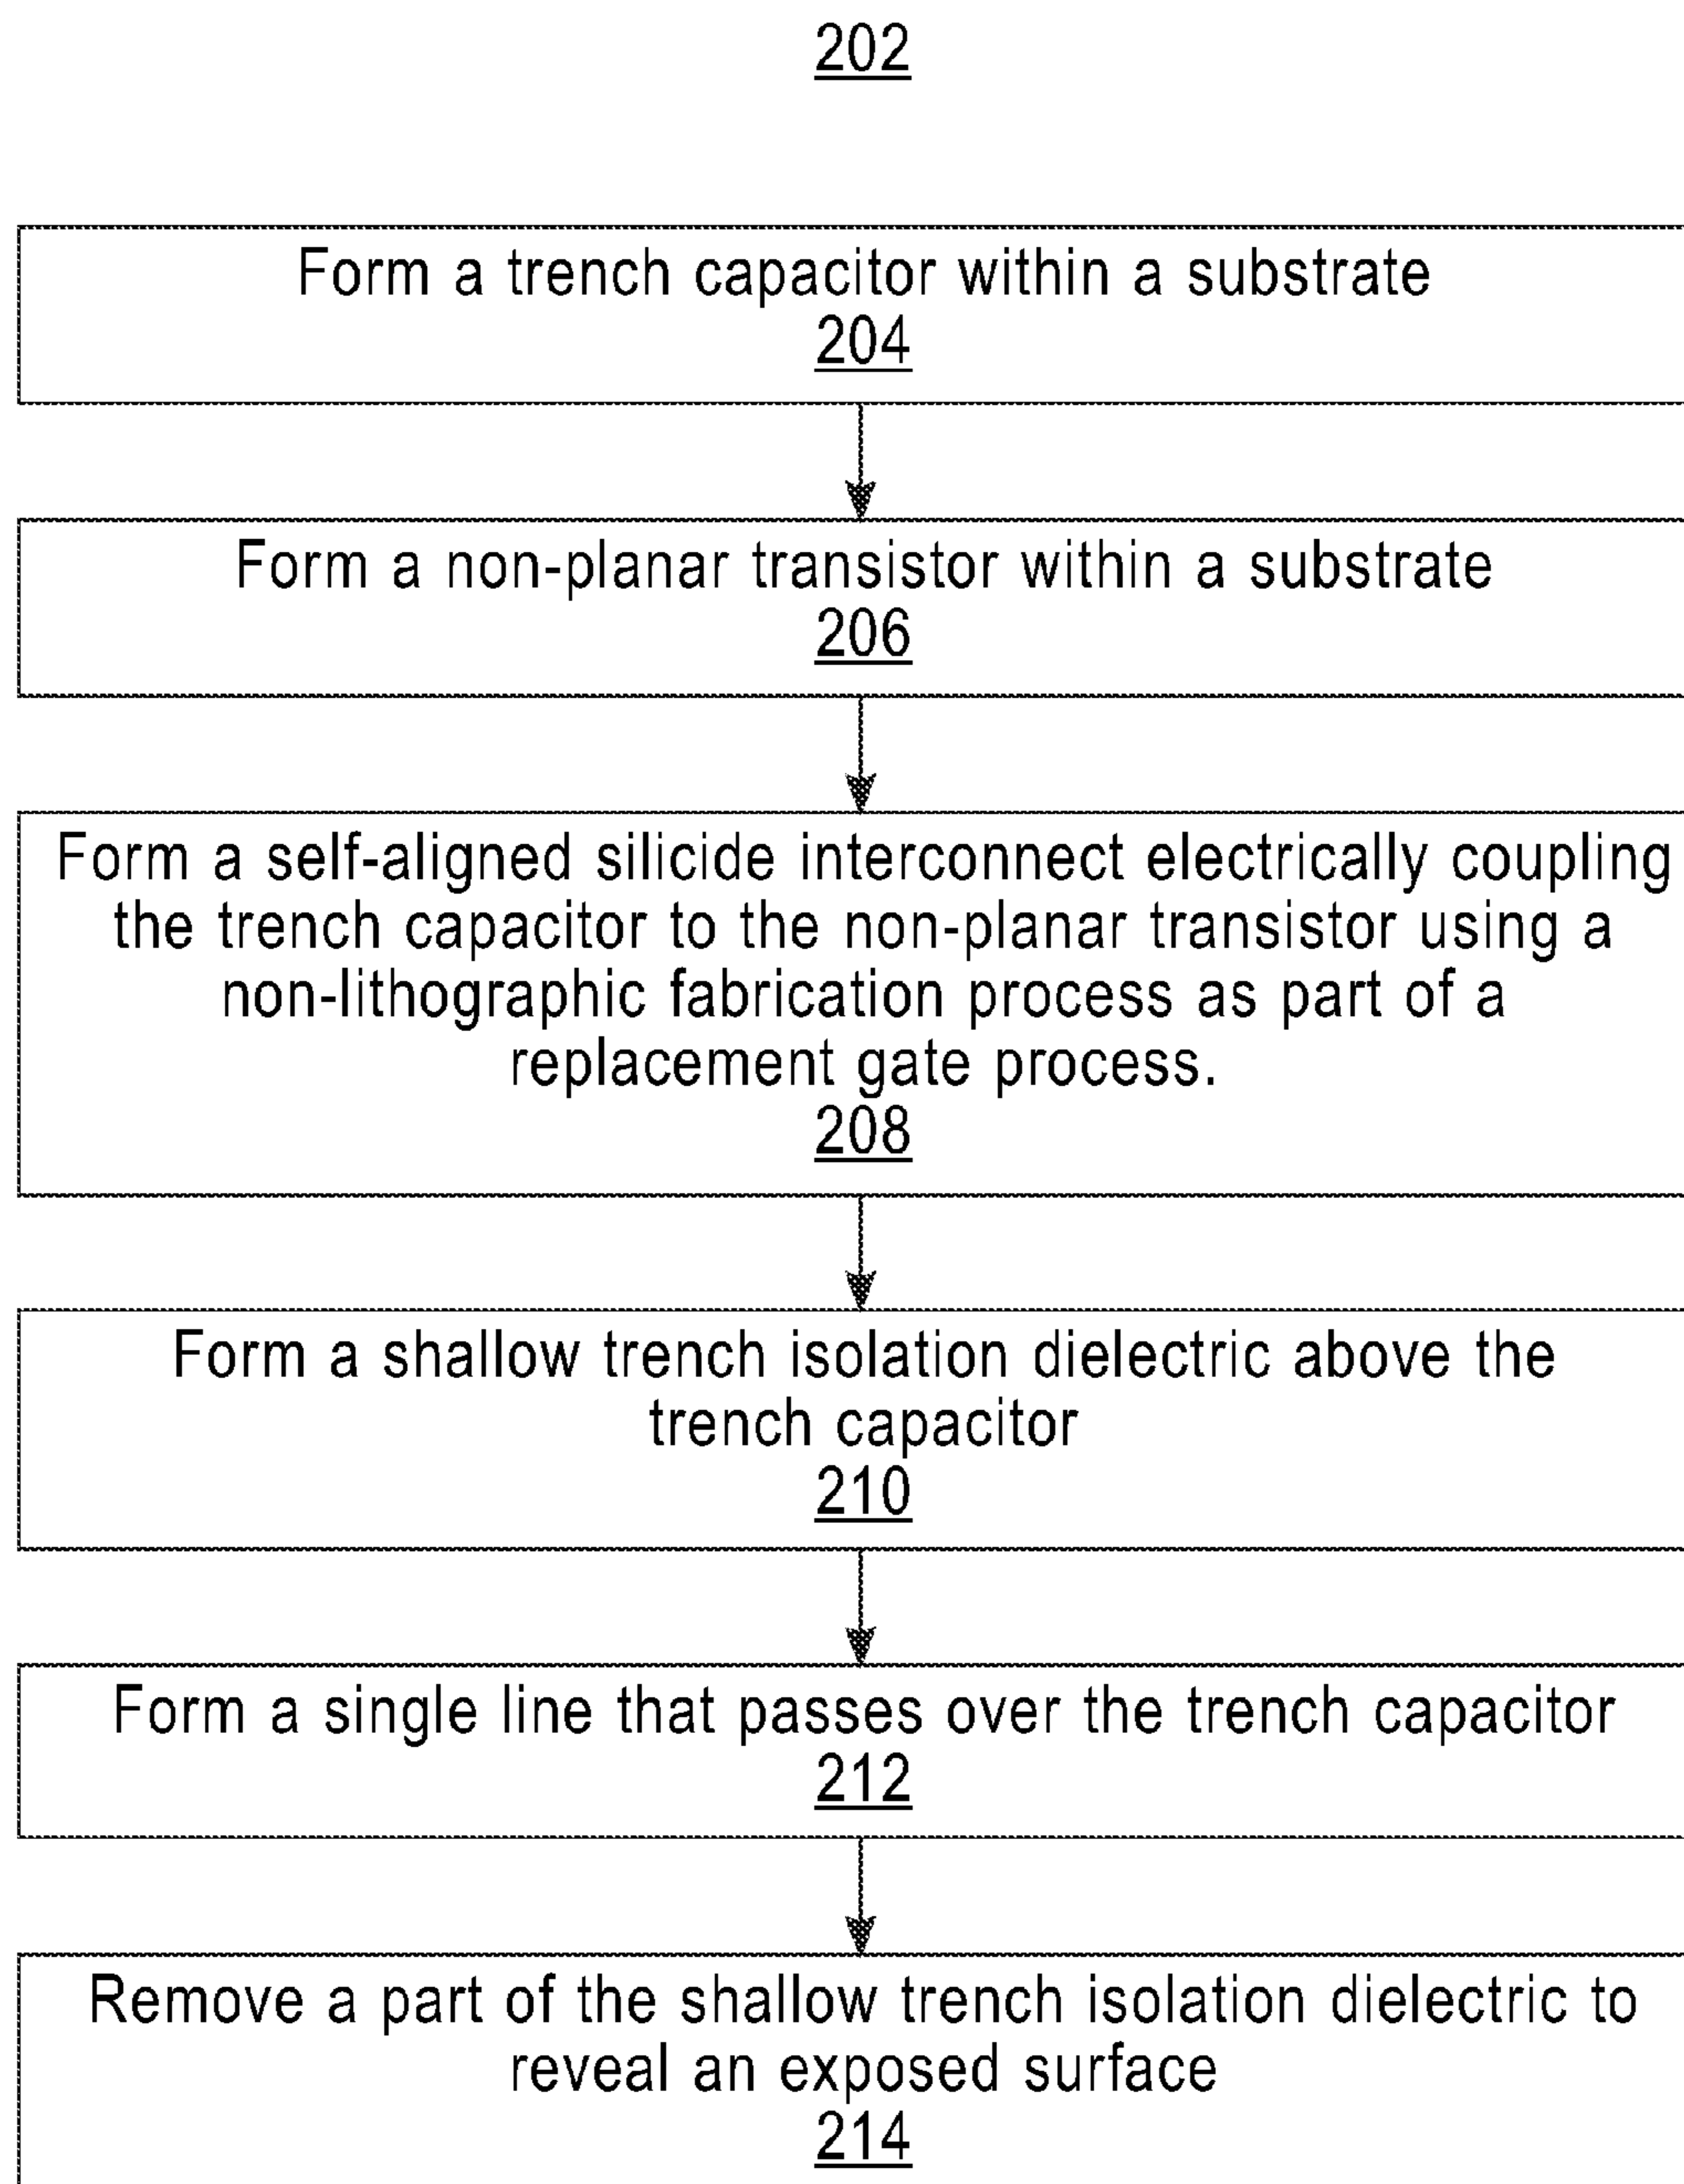 202
Form a trench capacitor within a substrate
204
Form a non-planar transistor within a substrate
206
Form a self-aligned silicide interconnect electrically coupling
the trench capacitor to the non-planar transistor using a
non-lithographic fabrication process as part of a
replacement gate process.
208
Form a shallow trench isolation dielectric above the
trench capacitor
210
Form a single line that passes over the trench capacitor
212
Remove a part of the shallow trench isolation dielectric to
reveal an exposed surface
214